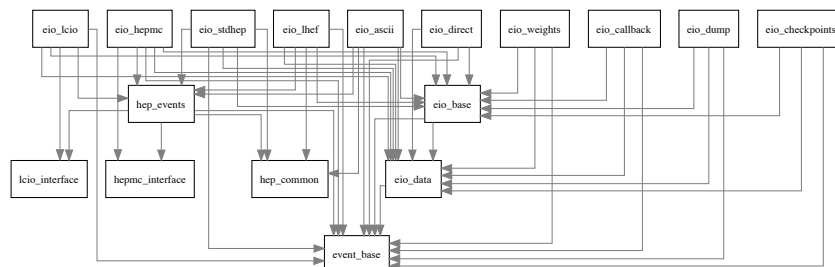 eio_lcio eio_hepmc eio_stdhep eio_lhef eio_ascii eio_direct eio_weights eio_callback eio_dump eio_checkpoints
hep_events eio_base
lcio_interface hepmc_interface hep_common eio_data
event_base